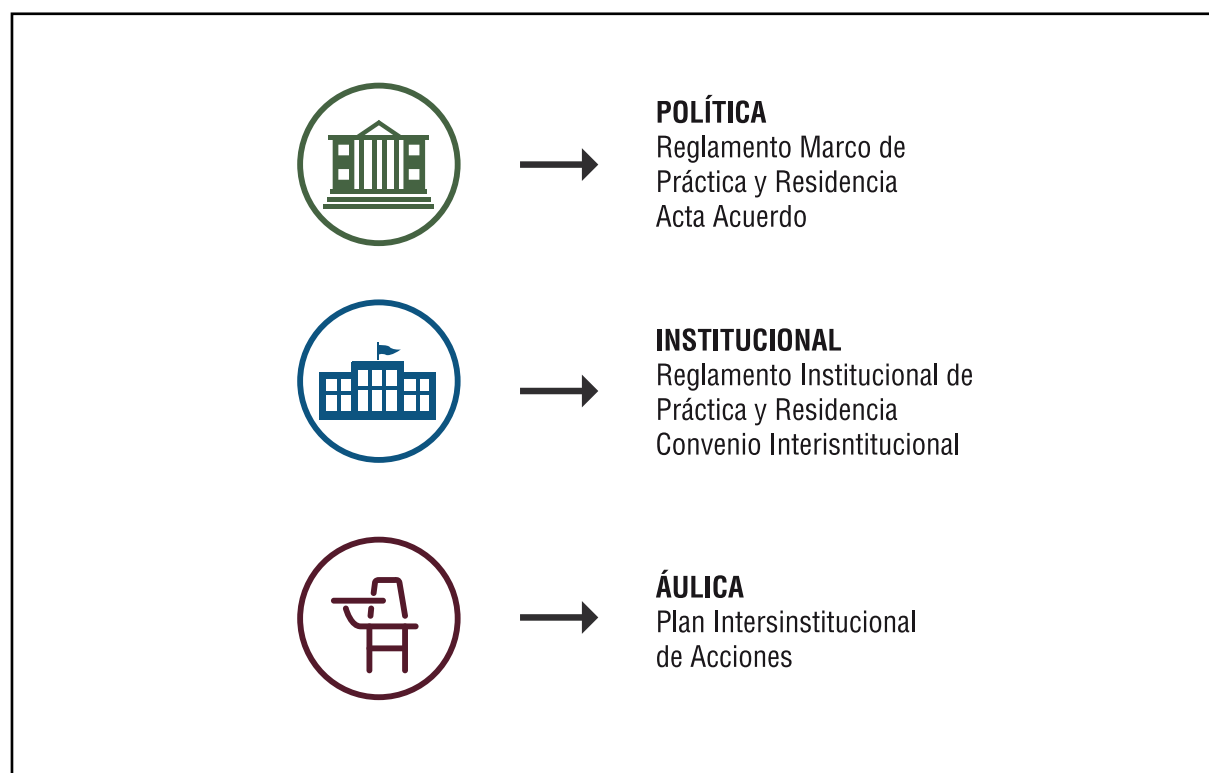 POLÍTICA
Reglamento Marco de
Práctica y Residencia
Acta Acuerdo
INSTITUCIONAL
Reglamento Institucional de
Práctica y Residencia
Convenio Interisntitucional
ÁULICA
Plan Intersinstitucional
de Acciones